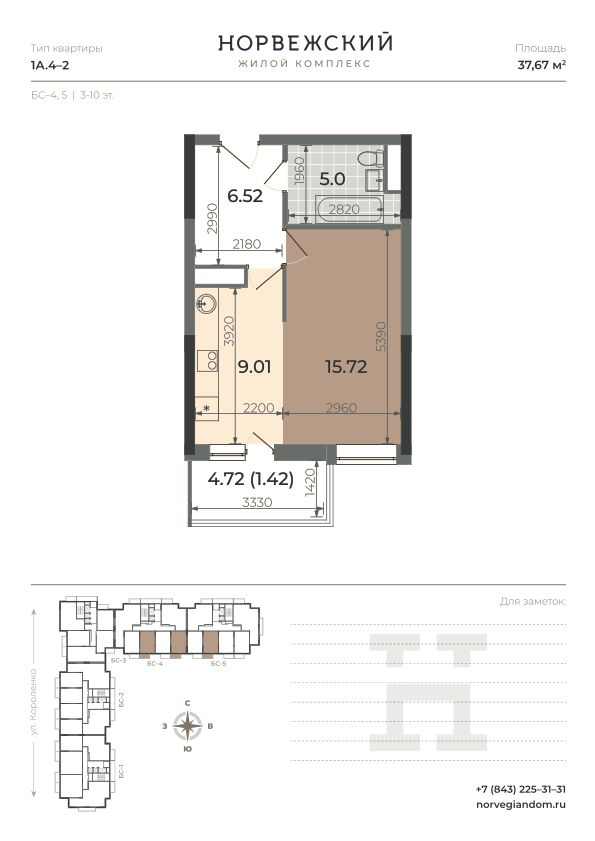 НОРВЕЖСКИЙ
ЖИЛОЙ КОМПЛЕКС
Тип квартиры
1А.4–2
Площадь
37,67 м²
БС–4, 5 | 3-10 эт.
6.52
2990
2180
5.0
1960
2820
9.01
3920
2200
15.72
5390
2960
4.72 (1.42)
3330
1420
Для заметок:
ул. Короленко
БС–3
БС–4
БС–5
БС–2
БС–1
С
З
В
Ю
+7 (843) 225–31–31
norvegiandom.ru